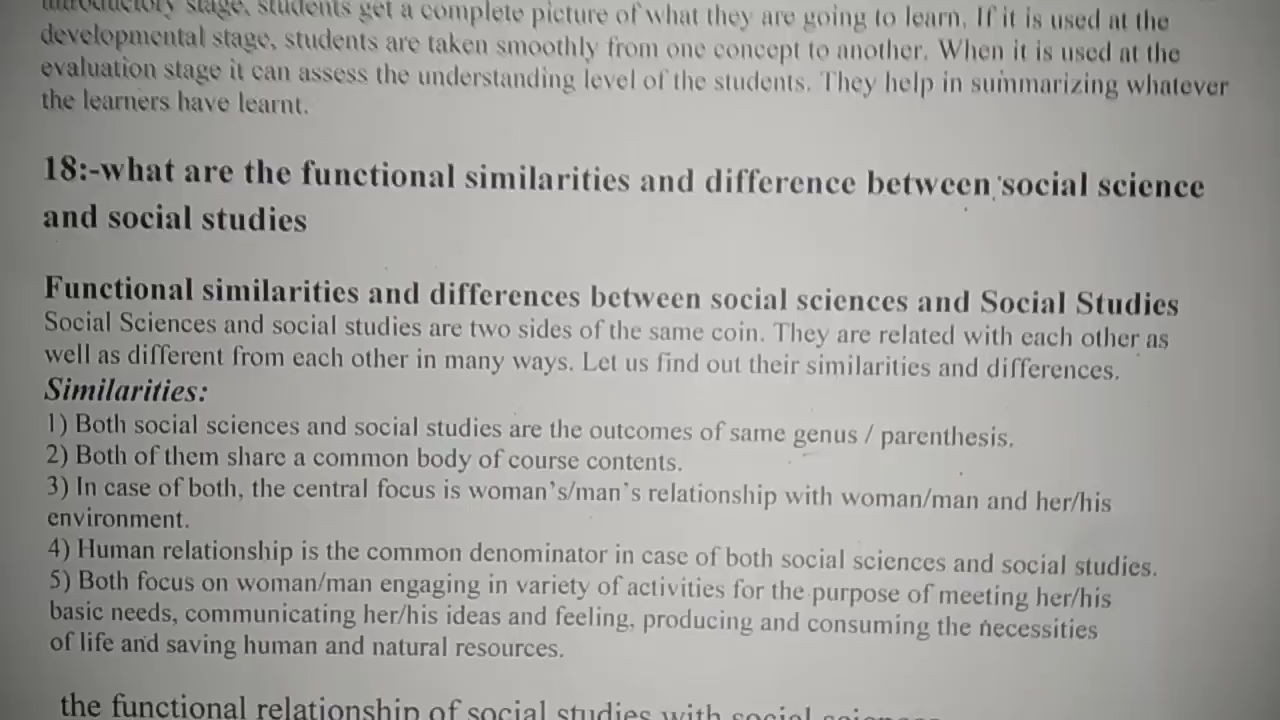 introductory stage, students get a complete picture of what they are going to learn. If it is used at the
developmental stage, students are taken smoothly from one concept to another. When it is used at the
evaluation stage it can assess the understanding level of the students. They help in summarizing whatever
the learners have learnt.
18:-what are the functional similarities and difference between social science
and social studies
Functional similarities and differences between social sciences and Social Studies
Social Sciences and social studies are two sides of the same coin. They are related with each other as
well as different from each other in many ways. Let us find out their similarities and differences.
Similarities:
1) Both social sciences and social studies are the outcomes of same genus / parenthesis.
2) Both of them share a common body of course contents.
3) In case of both, the central focus is woman's/man's relationship with woman/man and her/his
environment.
4) Human relationship is the common denominator in case of both social sciences and social studies.
5) Both focus on woman/man engaging in variety of activities for the purpose of meeting her/his
basic needs, communicating her/his ideas and feeling, producing and consuming the necessities
of life and saving human and natural resources.
the functional relationship of social studies with social sciences